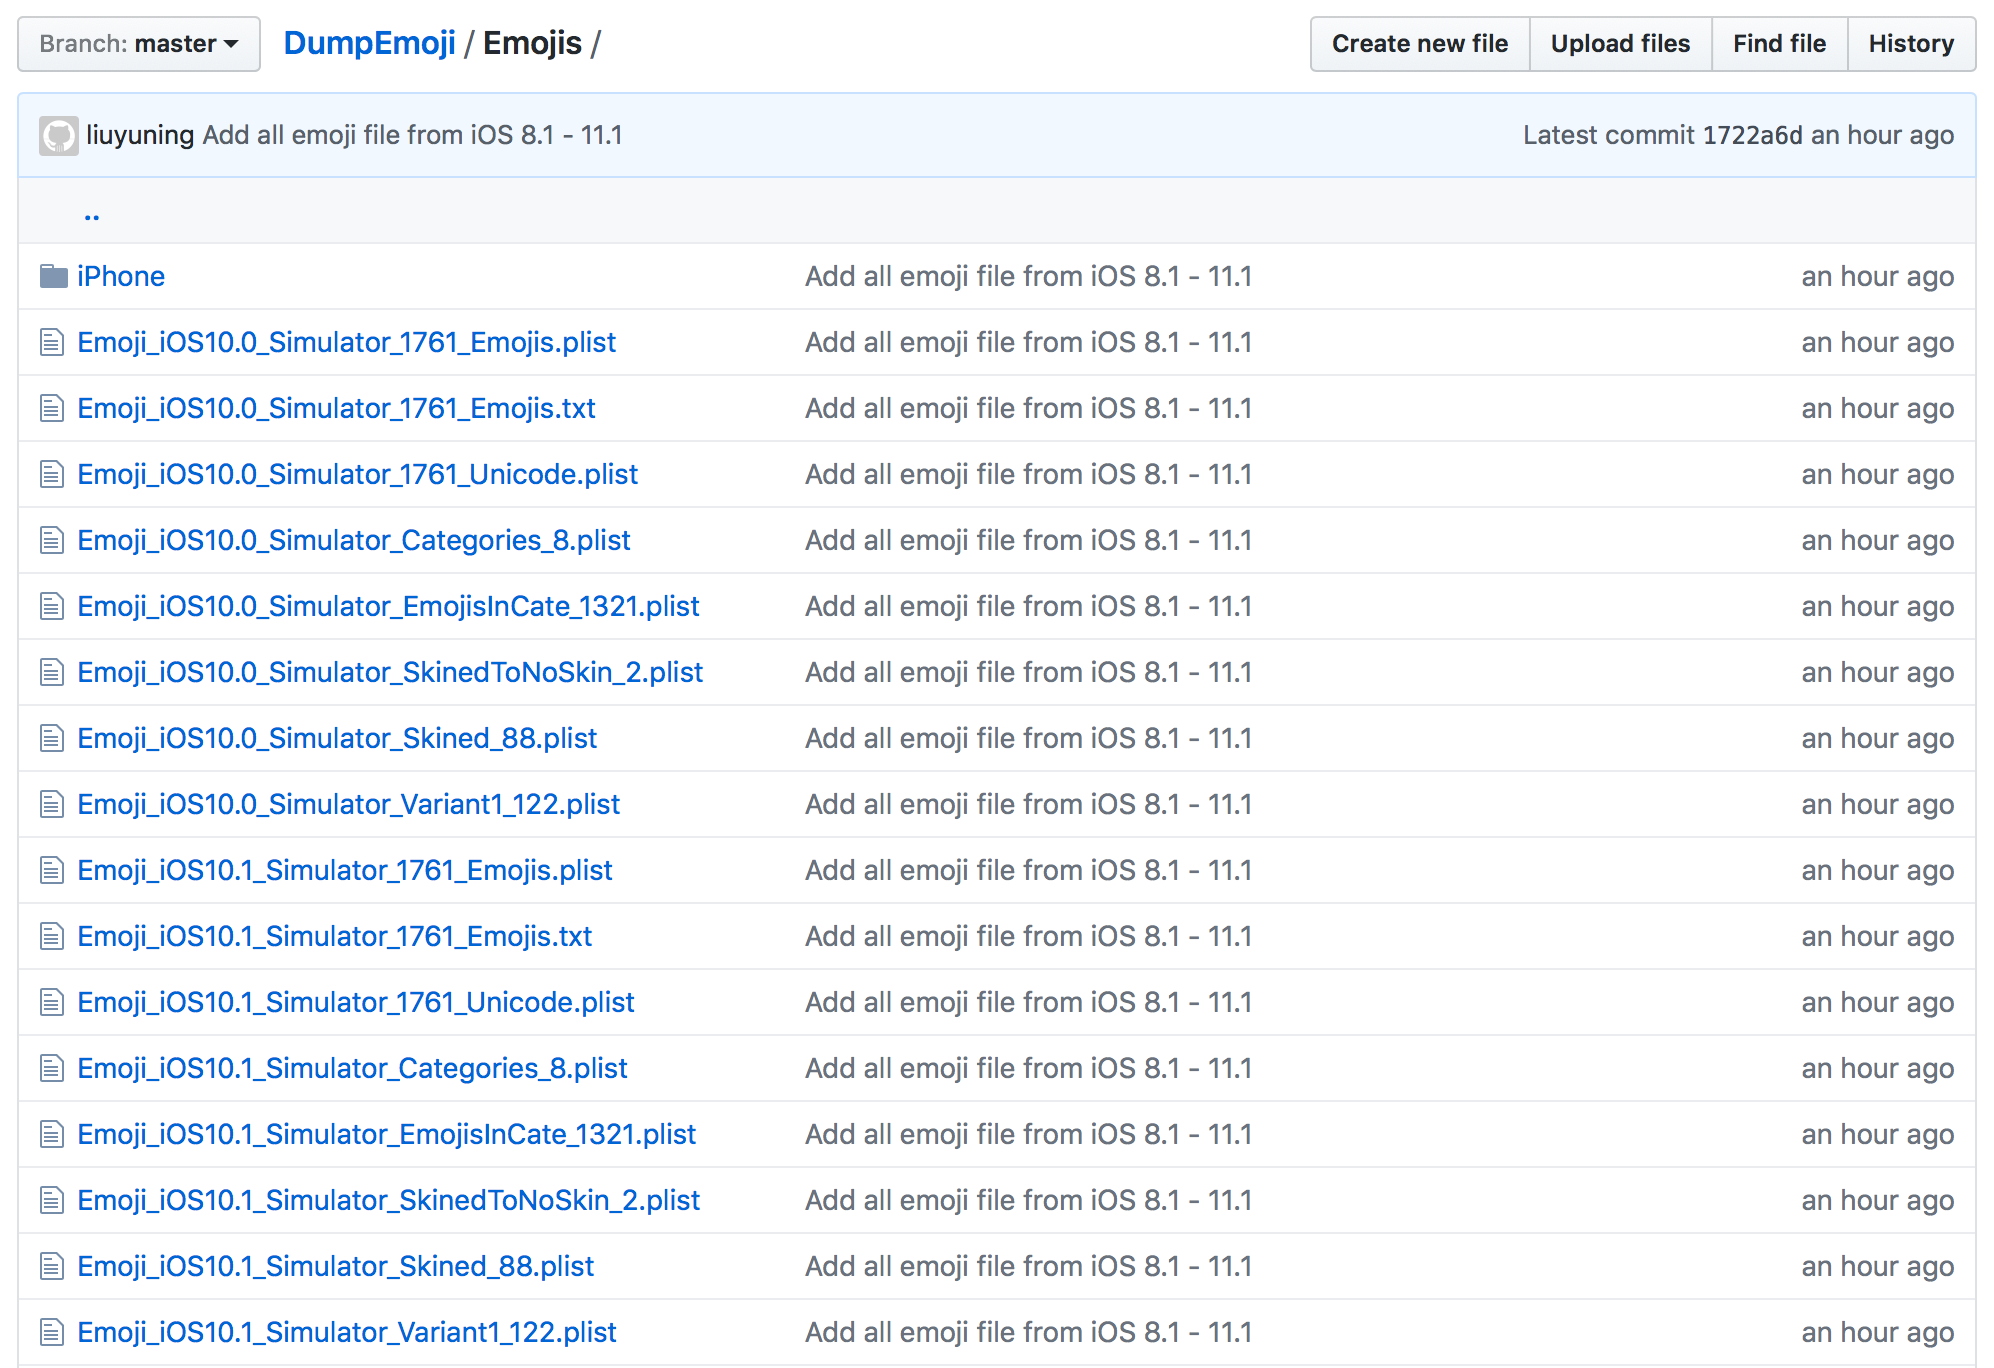 Branch: master DumpEmoji / Emojis / Create new file Upload files Find file History
liuyuning Add all emoji file from iOS 8.1 - 11.1 Latest commit 1722a6d an hour ago
..
iPhone Add all emoji file from iOS 8.1 - 11.1 an hour ago
Emoji_iOS10.0_Simulator_1761_Emojis.plist Add all emoji file from iOS 8.1 - 11.1 an hour ago
Emoji_iOS10.0_Simulator_1761_Emojis.txt Add all emoji file from iOS 8.1 - 11.1 an hour ago
Emoji_iOS10.0_Simulator_1761_Unicode.plist Add all emoji file from iOS 8.1 - 11.1 an hour ago
Emoji_iOS10.0_Simulator_Categories_8.plist Add all emoji file from iOS 8.1 - 11.1 an hour ago
Emoji_iOS10.0_Simulator_EmojisInCate_1321.plist Add all emoji file from iOS 8.1 - 11.1 an hour ago
Emoji_iOS10.0_Simulator_SkinedToNoSkin_2.plist Add all emoji file from iOS 8.1 - 11.1 an hour ago
Emoji_iOS10.0_Simulator_Skined_88.plist Add all emoji file from iOS 8.1 - 11.1 an hour ago
Emoji_iOS10.0_Simulator_Variant1_122.plist Add all emoji file from iOS 8.1 - 11.1 an hour ago
Emoji_iOS10.1_Simulator_1761_Emojis.plist Add all emoji file from iOS 8.1 - 11.1 an hour ago
Emoji_iOS10.1_Simulator_1761_Emojis.txt Add all emoji file from iOS 8.1 - 11.1 an hour ago
Emoji_iOS10.1_Simulator_1761_Unicode.plist Add all emoji file from iOS 8.1 - 11.1 an hour ago
Emoji_iOS10.1_Simulator_Categories_8.plist Add all emoji file from iOS 8.1 - 11.1 an hour ago
Emoji_iOS10.1_Simulator_EmojisInCate_1321.plist Add all emoji file from iOS 8.1 - 11.1 an hour ago
Emoji_iOS10.1_Simulator_SkinedToNoSkin_2.plist Add all emoji file from iOS 8.1 - 11.1 an hour ago
Emoji_iOS10.1_Simulator_Skined_88.plist Add all emoji file from iOS 8.1 - 11.1 an hour ago
Emoji_iOS10.1_Simulator_Variant1_122.plist Add all emoji file from iOS 8.1 - 11.1 an hour ago